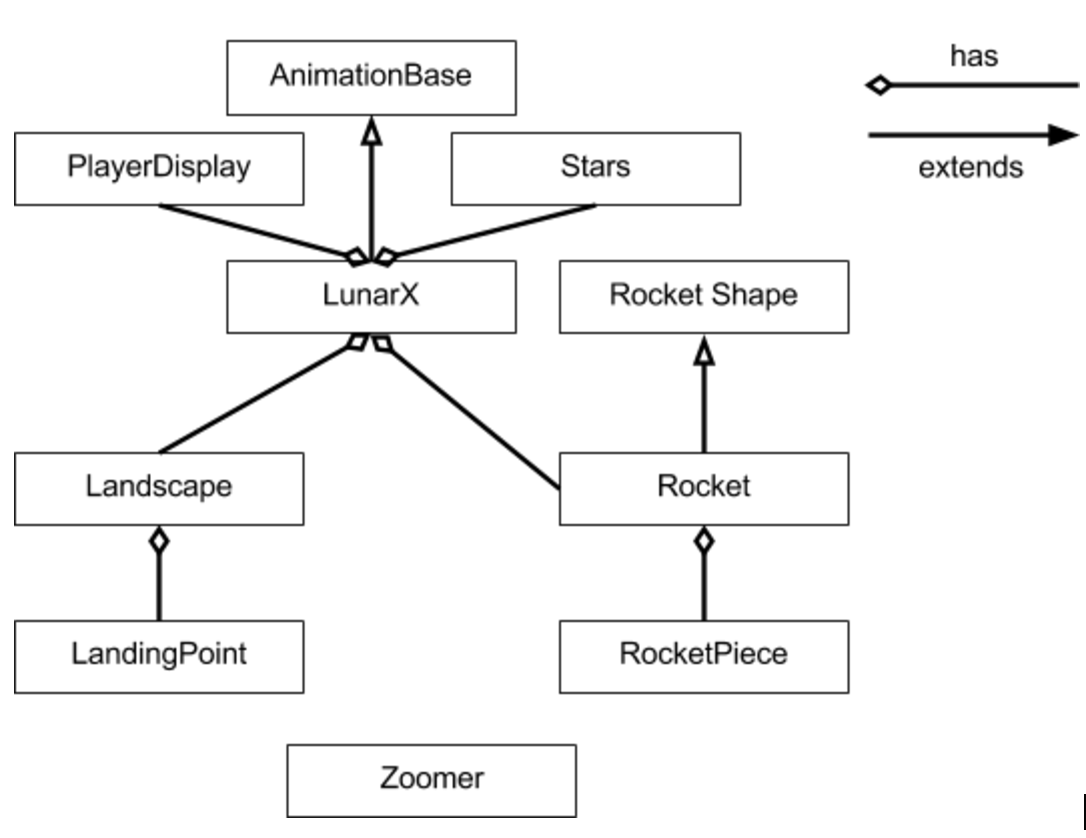 AnimationBase
has
PlayerDisplay
Stars
extends
LunarX
Rocket Shape
Landscape
Rocket
LandingPoint
RocketPiece
Zoomer